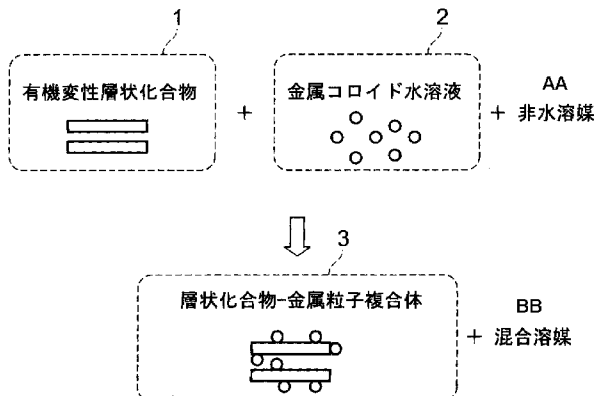 1
2
有機変性層状化合物
+
金属コロイド水溶液
+
AA
非水溶媒
3
層状化合物-金属粒子複合体
+
BB
混合溶媒